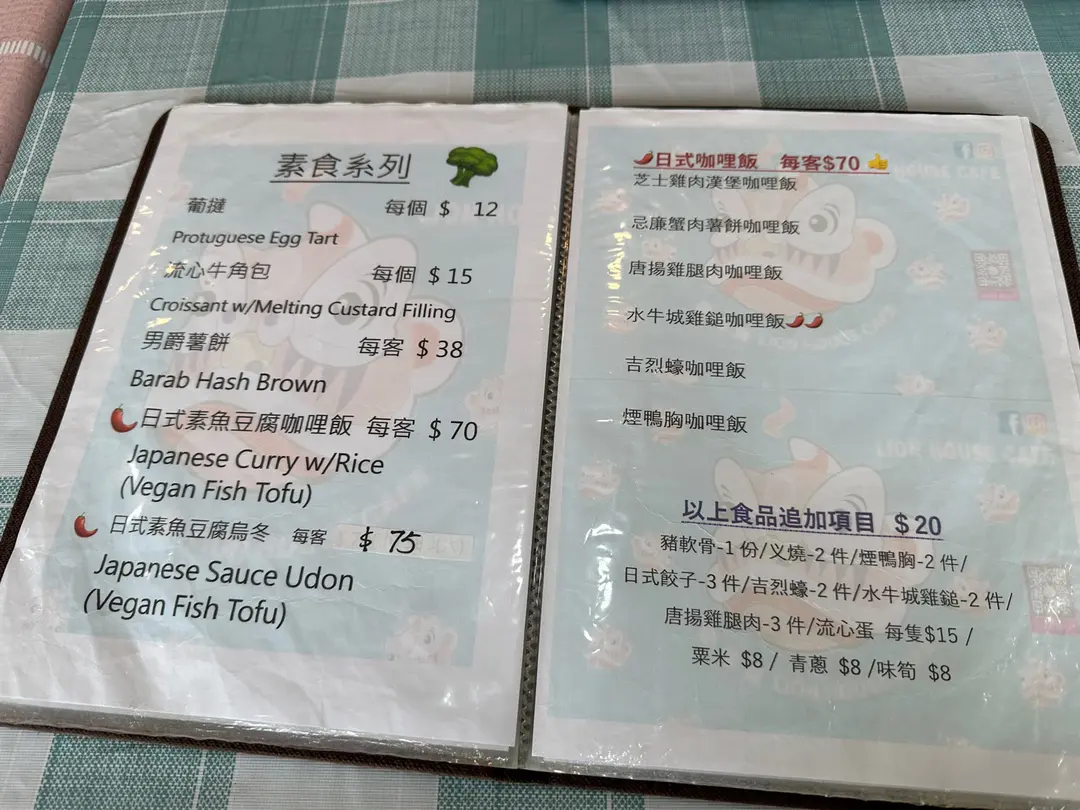 素食系列
葡撻 每個 $ 12
Protuguese Egg Tart
流心牛角包 每個 $ 15
Croissant w/Melting Custard Filling
男爵薯餅 每客 $ 38
Barab Hash Brown
日式素魚豆腐咖哩飯 每客 $ 70
Japanese Curry w/Rice
(Vegan Fish Tofu)
日式素魚豆腐烏冬 每客 $ 75
Japanese Sauce Udon
(Vegan Fish Tofu)
日式咖哩飯 每客$70
芝士雞肉漢堡咖哩飯
忌廉蟹肉薯餅咖哩飯
唐揚雞腿肉咖哩飯
水牛城雞鎚咖哩飯
吉烈蠔咖哩飯
煙鴨胸咖哩飯
以上食品追加項目 $ 20
豬軟骨-1 份/义燒-2 件/煙鴨胸-2 件/
日式餃子-3 件/吉烈蠔-2 件/水牛城雞鎚-2 件/
唐揚雞腿肉-3 件/流心蛋 每隻$15 /
粟米 $8 / 青蔥 $8 /味筍 $8
HOUSE CAFE
LION HOUSE CAFE